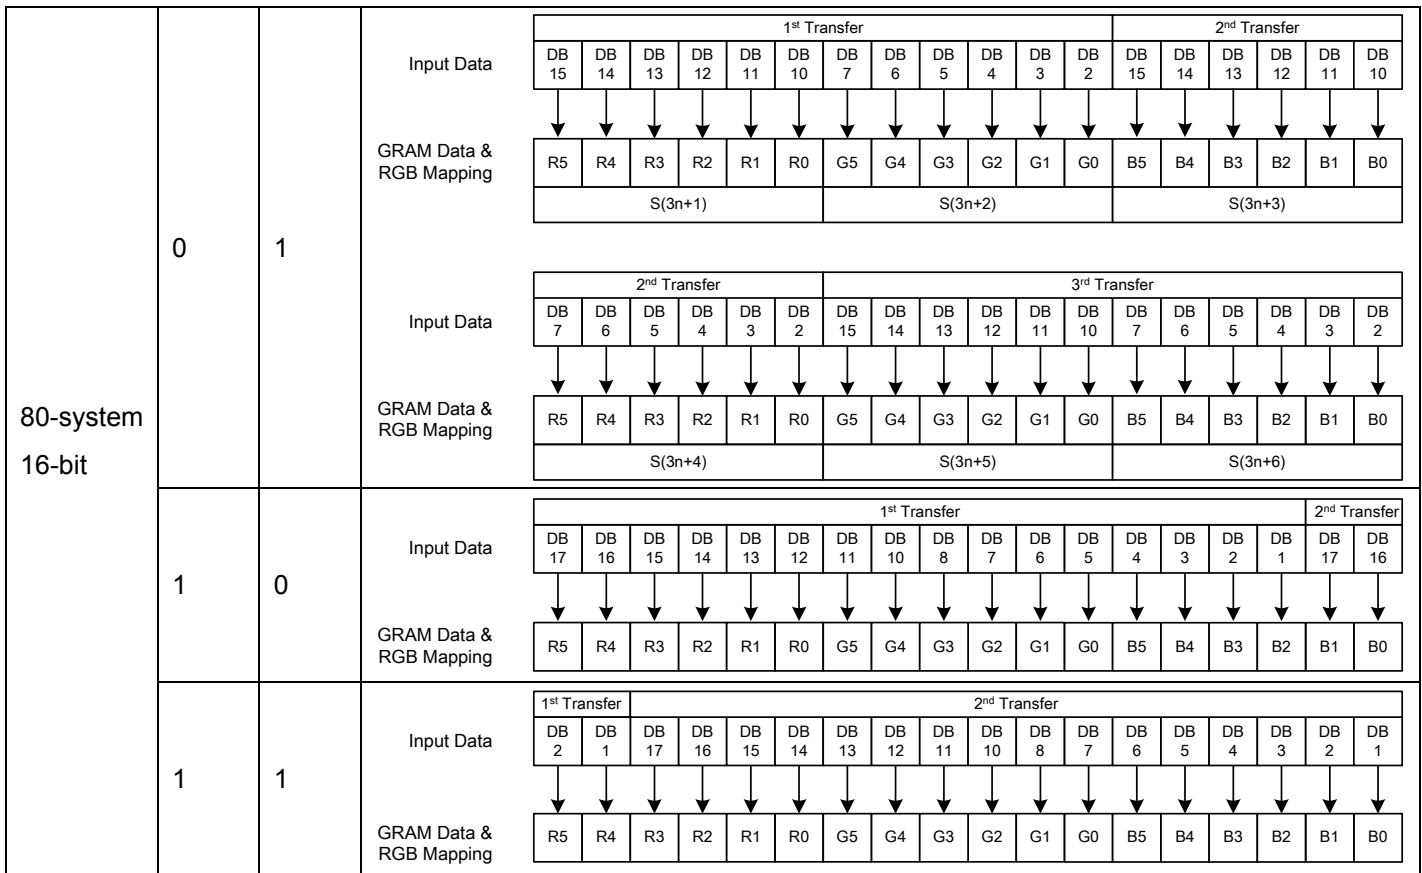 80-system
16-bit
0
1
1st Transfer
2nd Transfer
Input Data
DB 15 DB 14 DB 13 DB 12 DB 11 DB 10 DB 7 DB 6 DB 5 DB 4 DB 3 DB 2 DB 15 DB 14 DB 13 DB 12 DB 11 DB 10
GRAM Data &
RGB Mapping
R5 R4 R3 R2 R1 R0 G5 G4 G3 G2 G1 G0 B5 B4 B3 B2 B1 B0
S(3n+1) S(3n+2) S(3n+3)
2nd Transfer
3rd Transfer
Input Data
DB 7 DB 6 DB 5 DB 4 DB 3 DB 2 DB 15 DB 14 DB 13 DB 12 DB 11 DB 10 DB 7 DB 6 DB 5 DB 4 DB 3 DB 2
GRAM Data &
RGB Mapping
R5 R4 R3 R2 R1 R0 G5 G4 G3 G2 G1 G0 B5 B4 B3 B2 B1 B0
S(3n+4) S(3n+5) S(3n+6)
1
0
1st Transfer
2nd Transfer
Input Data
DB 17 DB 16 DB 15 DB 14 DB 13 DB 12 DB 11 DB 10 DB 8 DB 7 DB 6 DB 5 DB 4 DB 3 DB 2 DB 1 DB 17 DB 16
GRAM Data &
RGB Mapping
R5 R4 R3 R2 R1 R0 G5 G4 G3 G2 G1 G0 B5 B4 B3 B2 B1 B0
1
1
1st Transfer
2nd Transfer
Input Data
DB 2 DB 1 DB 17 DB 16 DB 15 DB 14 DB 13 DB 12 DB 11 DB 10 DB 8 DB 7 DB 6 DB 5 DB 4 DB 3 DB 2 DB 1
GRAM Data &
RGB Mapping
R5 R4 R3 R2 R1 R0 G5 G4 G3 G2 G1 G0 B5 B4 B3 B2 B1 B0